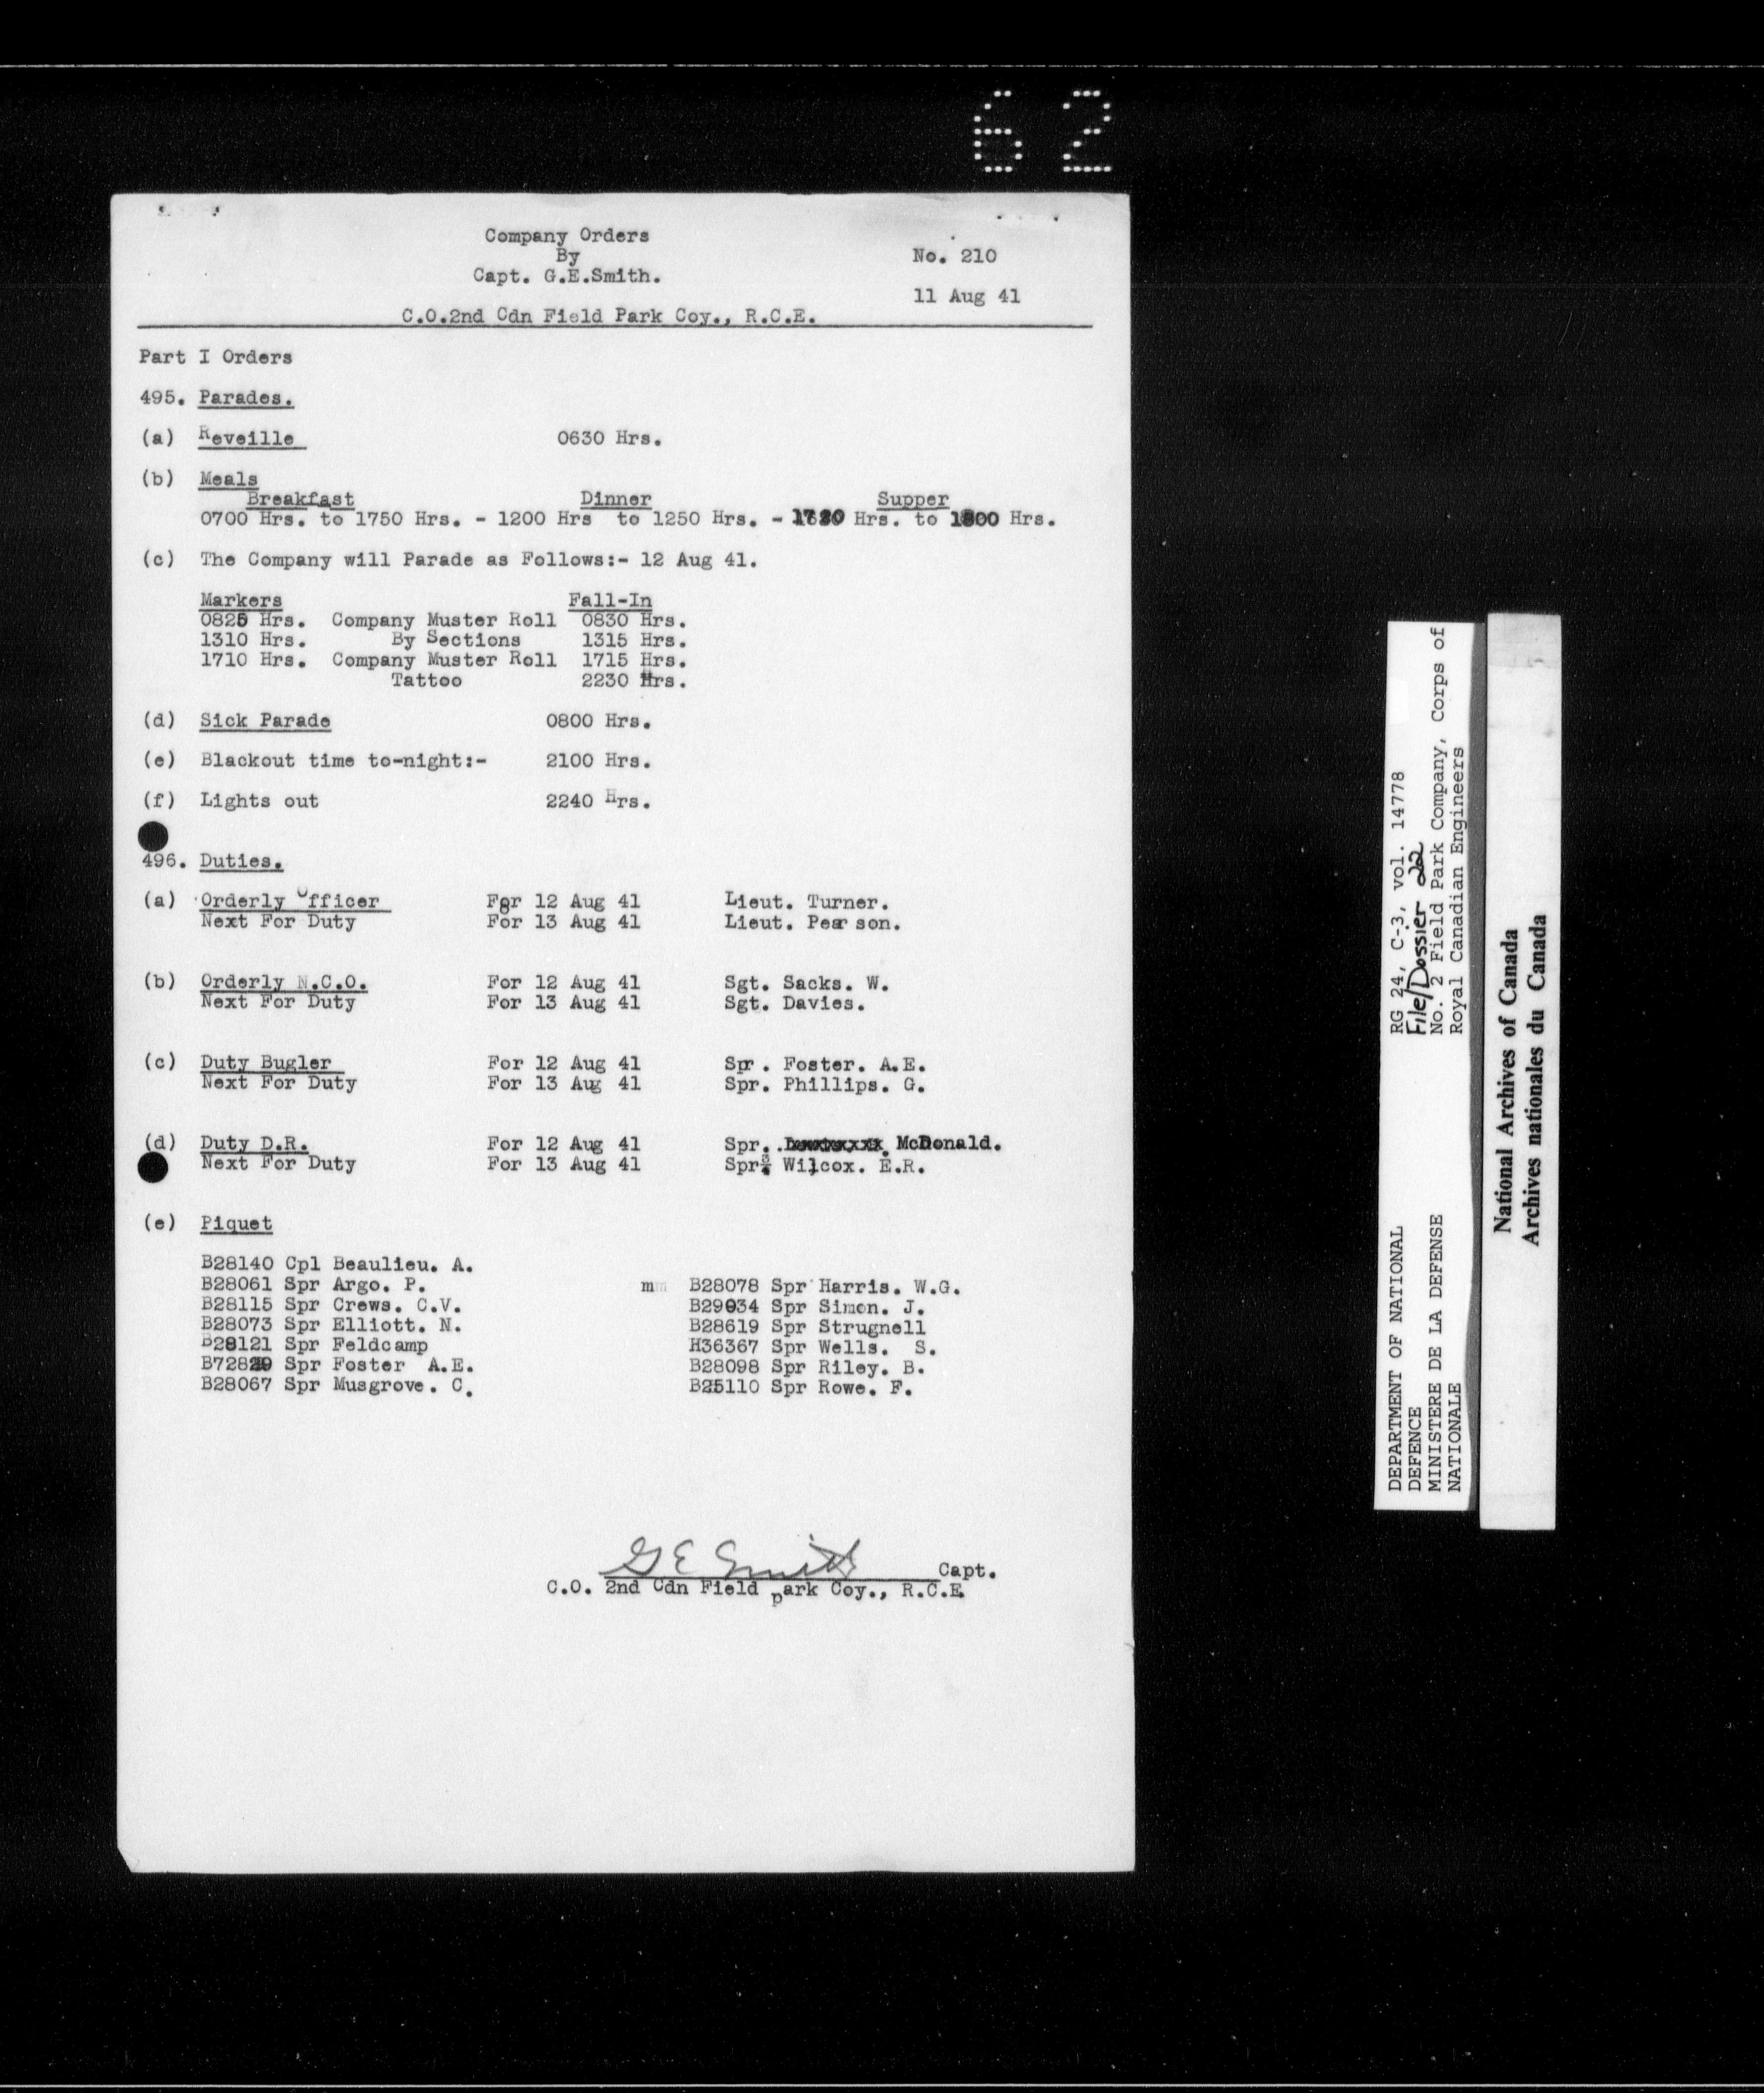 62
Company Orders
By
Capt. G.E.Smith.
No. 210
11 Aug 41
C.O.2nd Cdn Field Park Coy., R.C.E.
Part I Orders
495. Parades.
(a) Reveille 0630 Hrs.
(b) Meals
Breakfast Dinner Supper
0700 Hrs. to 1750 Hrs. - 1200 Hrs to 1250 Hrs. - Hrs. to 1800 Hrs.
(c) The Company will Parade as Follows:- 12 Aug 41.
Markers Fall-In
0825 Hrs. Company Muster Roll 0830 Hrs.
1310 Hrs. By Sections 1315 Hrs.
1710 Hrs. Company Muster Roll 1715 Hrs.
Tattoo 2230 Hrs.
(d) Sick Parade 0800 Hrs.
(e) Blackout time to-night:- 2100 Hrs.
(f) Lights out 2240 Hrs.
496. Duties.
(a) Orderly Officer For 12 Aug 41 Lieut. Turner.
Next For Duty For 13 Aug 41 Lieut. Pearson.
(b) Orderly N.C.O. For 12 Aug 41 Sgt. Sacks. W.
Next For Duty For 13 Aug 41 Sgt. Davies.
(c) Duty Bugler For 12 Aug 41 Spr. Foster. A.E.
Next For Duty For 13 Aug 41 Spr. Phillips. G.
(d) Duty D.R. For 12 Aug 41 Spr. McDonald.
Next For Duty For 13 Aug 41 Spr. Wilcox. E.R.
(e) Piquet
B28140 Cpl Beaulieu. A.
B28061 Spr Argo. P. m B28078 Spr Harris. W.G.
B28115 Spr Crews. C.V. B29034 Spr Simon. J.
B28073 Spr Elliott. N. B28619 Spr Strugnell
B28121 Spr Feldcamp H36367 Spr Wells. S.
B72829 Spr Foster A.E. B28098 Spr Riley. B.
B28067 Spr Musgrove. C. B25110 Spr Rowe. F.
G E Smith Capt.
C.O. 2nd Cdn Field park Coy., R.C.E.
DEPARTMENT OF NATIONAL RG 24, C-3, vol. 14778
DEFENCE File/Dossier 22
MINISTERE DE LA DEFENSE No. 2 Field Park Company, Corps of
NATIONALE Royal Canadian Engineers
National Archives of Canada
Archives nationales du Canada